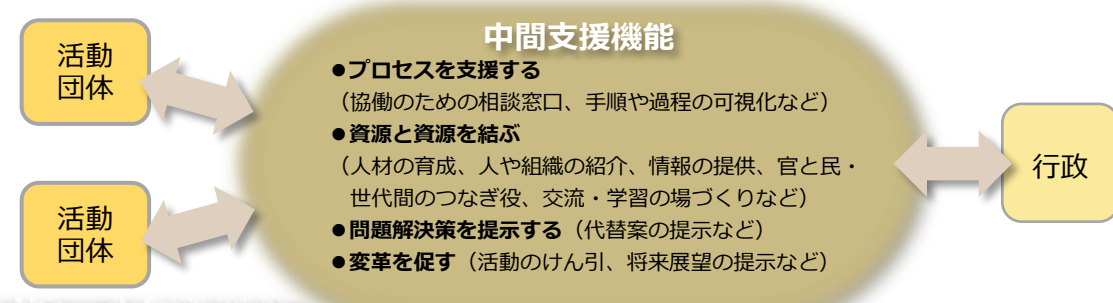 中間支援機能
活動
団体
●プロセスを支援する
（協働のための相談窓口、手順や過程の可視化など）
●資源と資源を結ぶ
（人材の育成、人や組織の紹介、情報の提供、官と民・
世代間のつなぎ役、交流・学習の場づくりなど）
●問題解決策を提示する（代替案の提示など）
●変革を促す（活動のけん引、将来展望の提示など）
行政
活動
団体